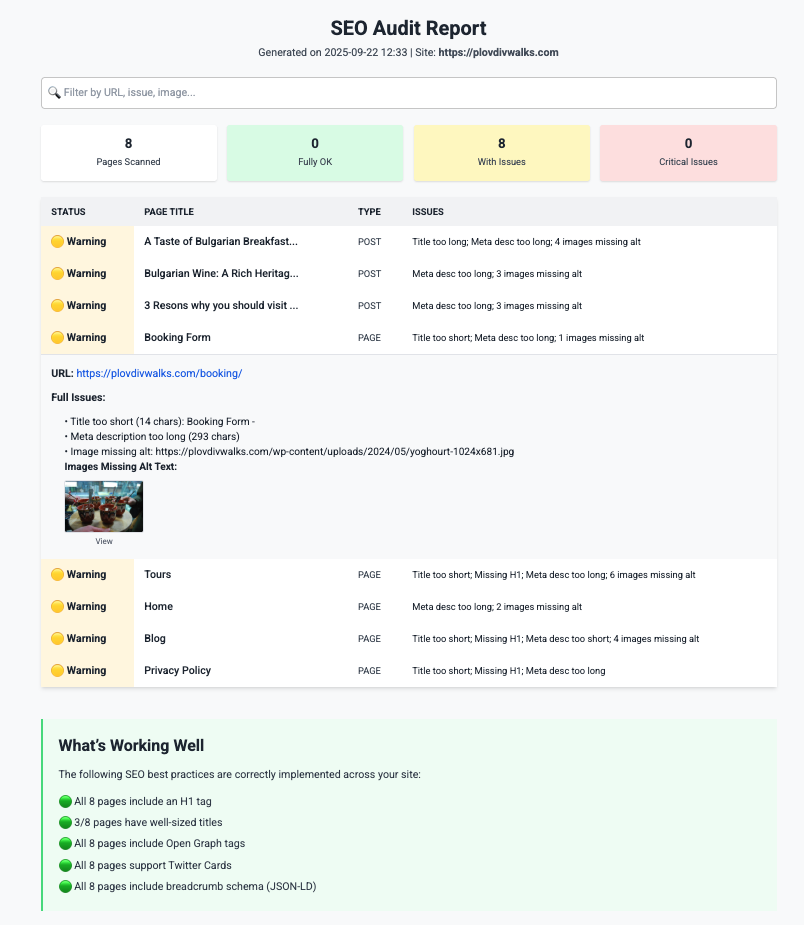 SEO Audit Report
Generated on 2025-09-22 12:33 | Site: https://plovdivwalks.com
Filter by URL, issue, image...
8
Pages Scanned
0
Fully OK
8
With Issues
0
Critical Issues
STATUS PAGE TITLE TYPE ISSUES
Warning A Taste of Bulgarian Breakfast... POST Title too long; Meta desc too long; 4 images missing alt
Warning Bulgarian Wine: A Rich Heritag... POST Meta desc too long; 3 images missing alt
Warning 3 Resons why you should visit ... POST Meta desc too long; 3 images missing alt
Warning Booking Form PAGE Title too short; Meta desc too long; 1 images missing alt
URL: https://plovdivwalks.com/booking/
Full Issues:
• Title too short (14 chars): Booking Form -
• Meta description too long (293 chars)
• Image missing alt: https://plovdivwalks.com/wp-content/uploads/2024/05/yoghourt-1024x681.jpg
Images Missing Alt Text:
View
Warning Tours PAGE Title too short; Missing H1; Meta desc too long; 6 images missing alt
Warning Home PAGE Meta desc too long; 2 images missing alt
Warning Blog PAGE Title too short; Missing H1; Meta desc too short; 4 images missing alt
Warning Privacy Policy PAGE Title too short; Missing H1; Meta desc too long
What's Working Well
The following SEO best practices are correctly implemented across your site:
All 8 pages include an H1 tag
3/8 pages have well-sized titles
All 8 pages include Open Graph tags
All 8 pages support Twitter Cards
All 8 pages include breadcrumb schema (JSON-LD)